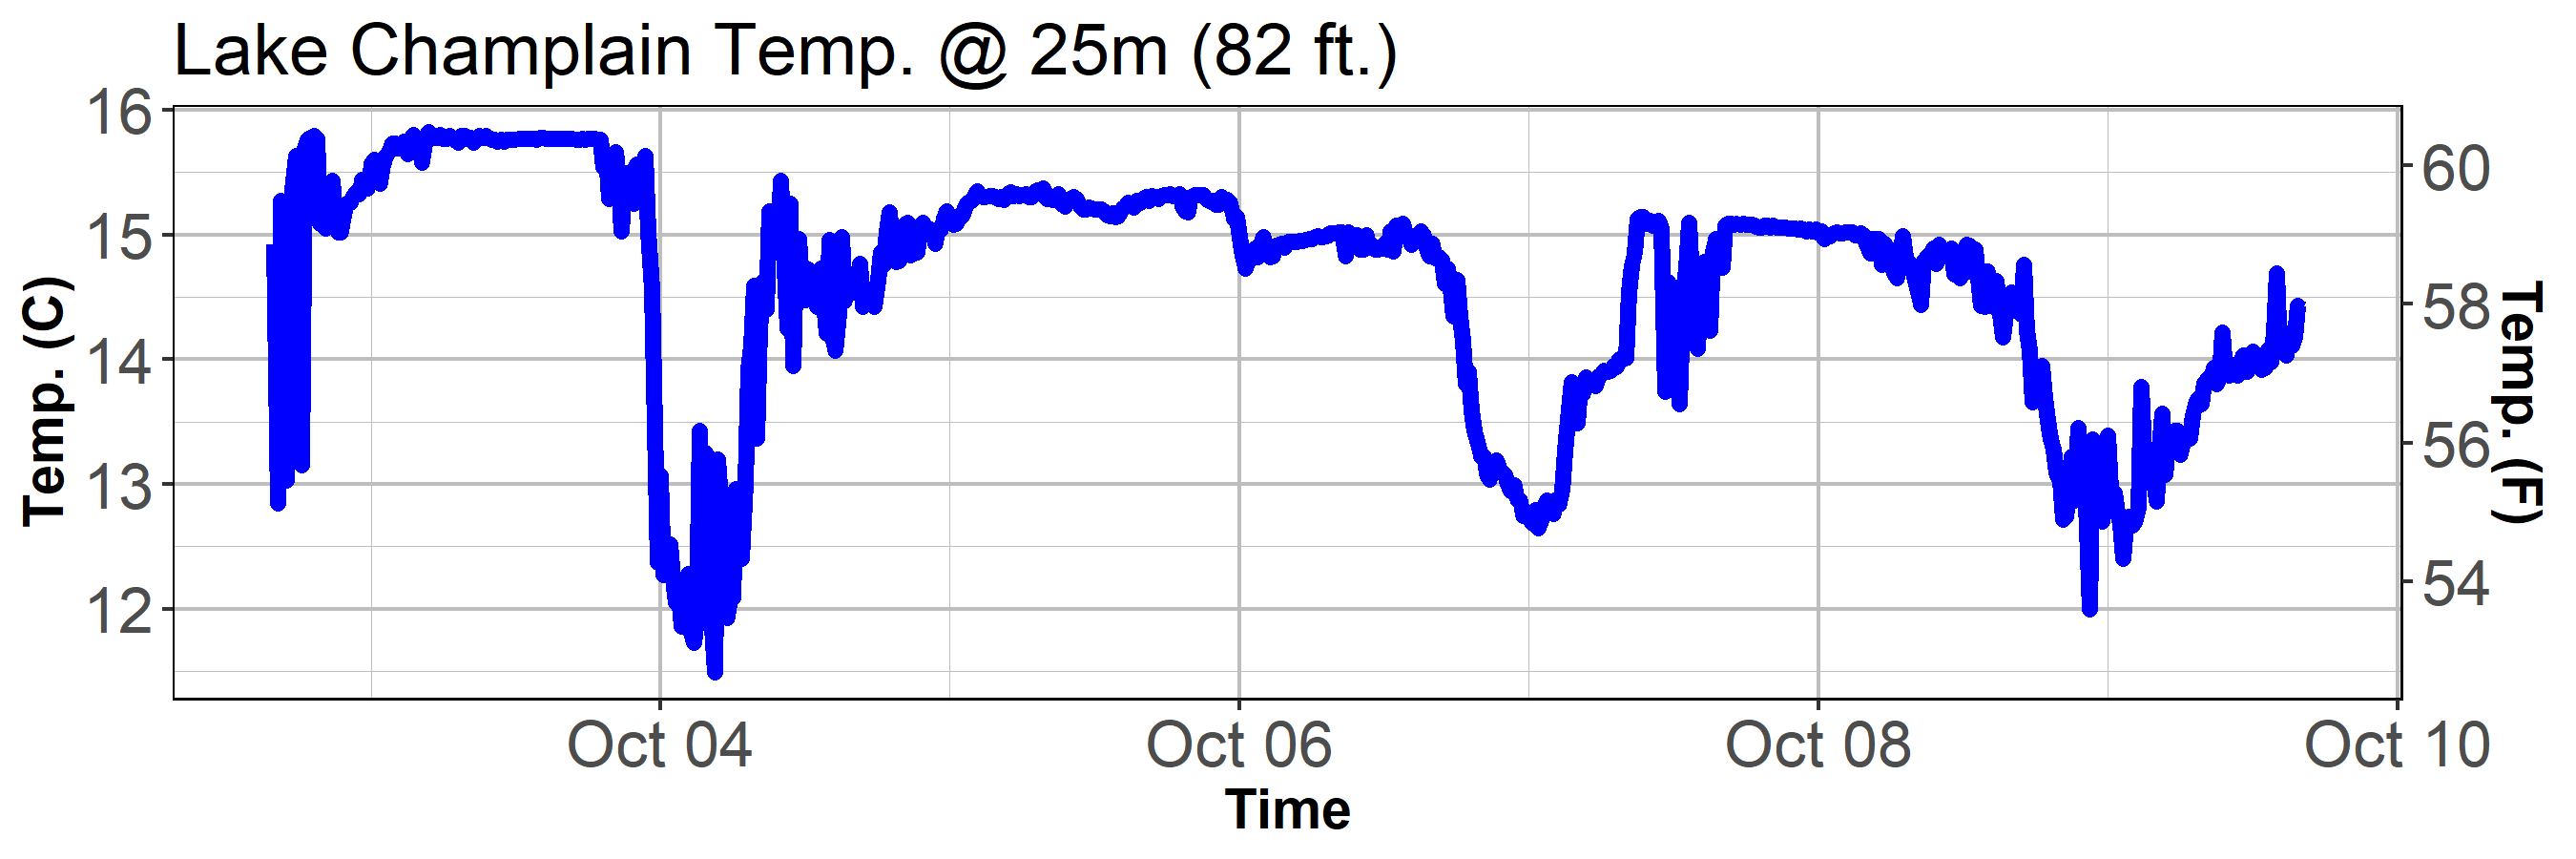 Lake Champlain Temp. @ 25m (82 ft.)
16
15
14
13
12
Temp. (C)
60
58
56
54
Temp. (F)
Oct 04
Oct 06
Oct 08
Oct 10
Time